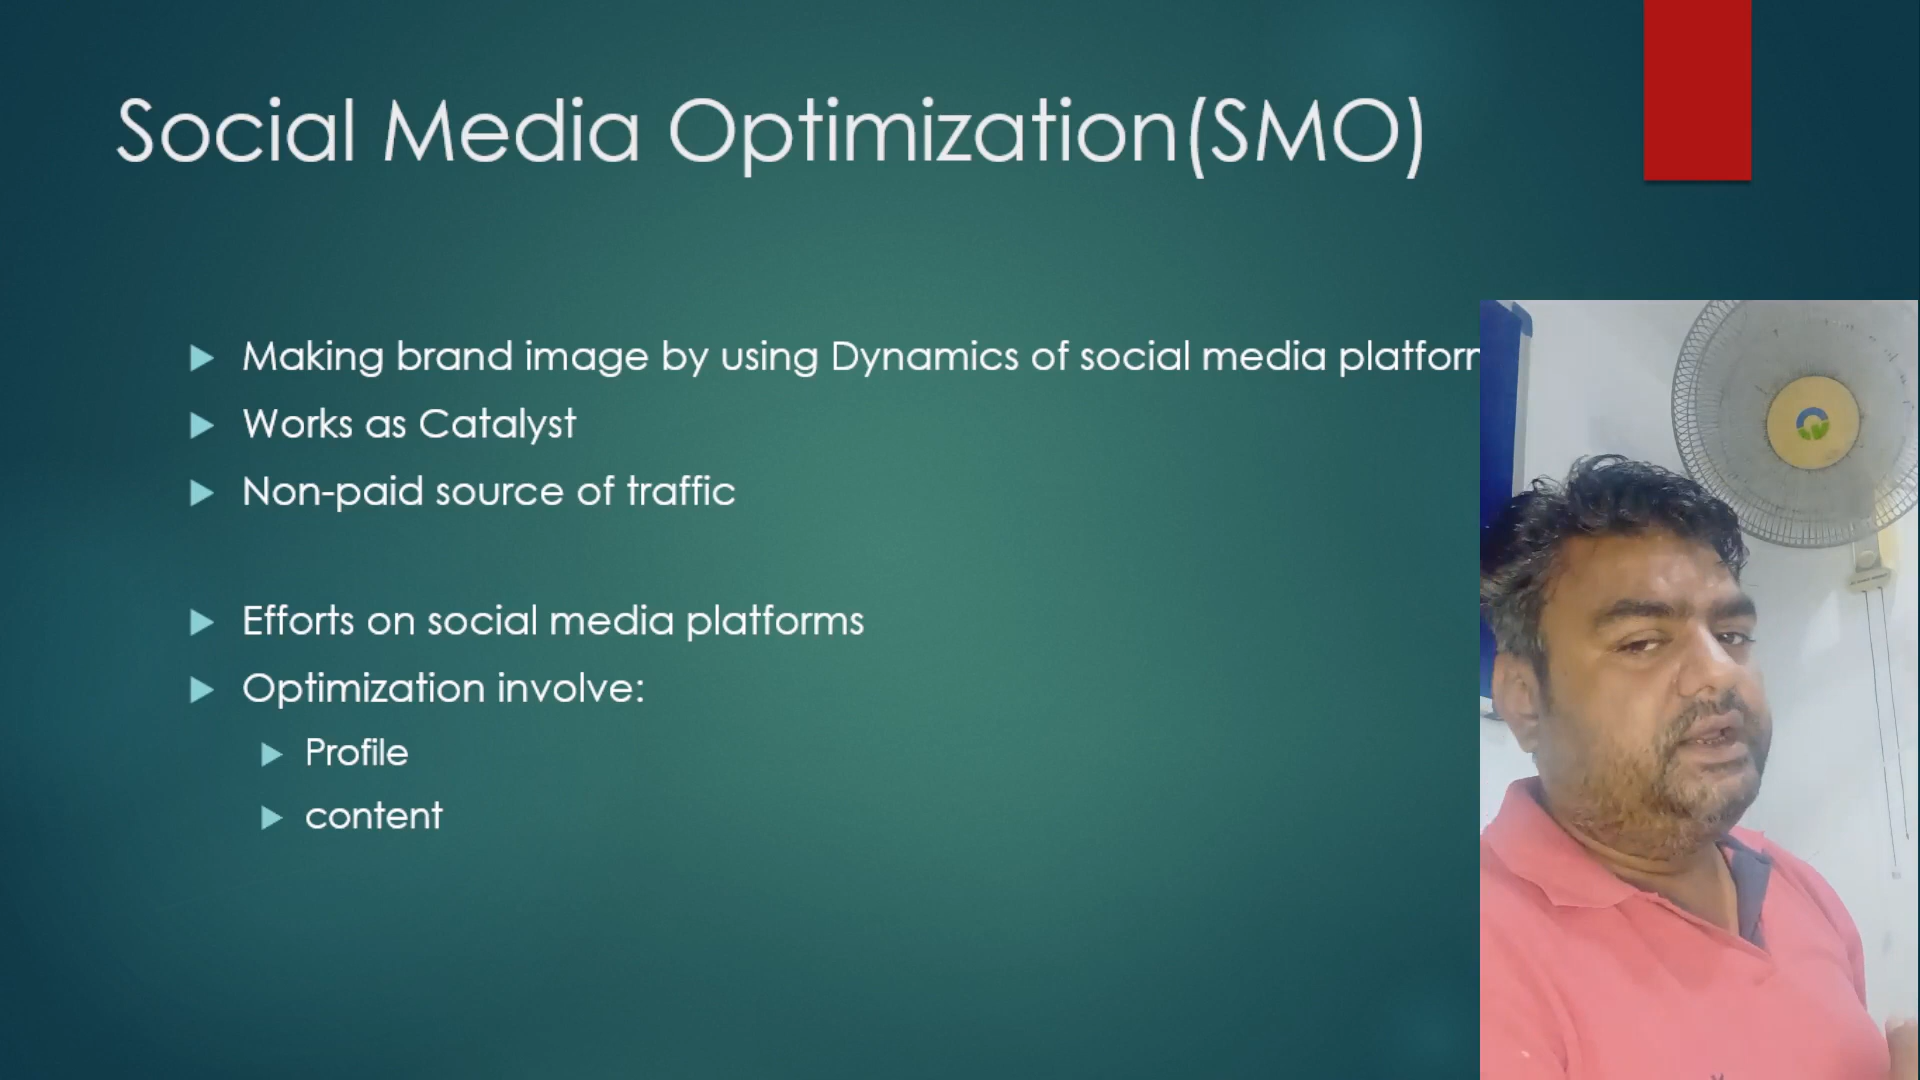 Social Media Optimization(SMO)
Making brand image by using Dynamics of social media
Works as Catalyst
Non-paid source of traffic
Efforts on social media platforms
Optimization involve:
Profile
content